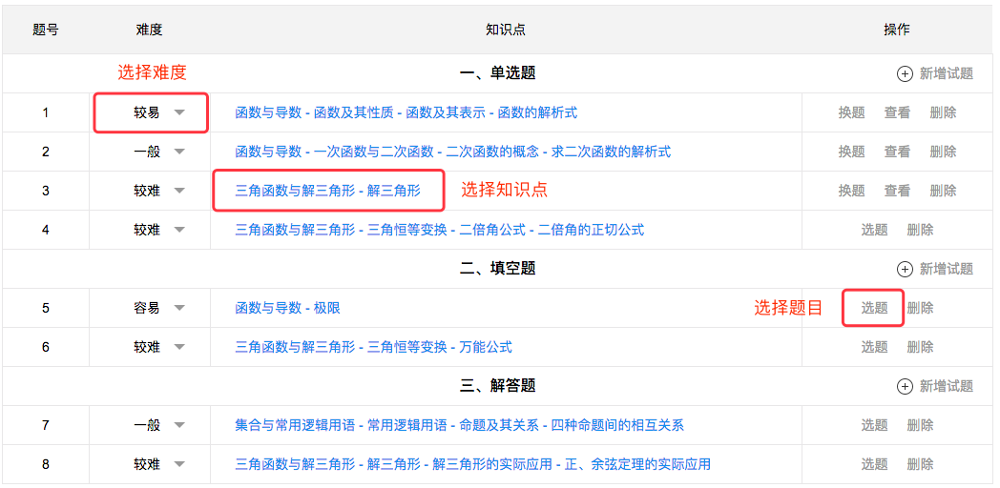 题号 难度 知识点 操作
选择难度 一、单选题 新增试题
1 较易 函数与导数 - 函数及其性质 - 函数及其表示 - 函数的解析式 换题 查看 删除
2 一般 函数与导数 - 一次函数与二次函数 - 二次函数的概念 - 求二次函数的解析式 换题 查看 删除
3 较难 三角函数与解三角形 - 解三角形 选择知识点 换题 查看 删除
4 较难 三角函数与解三角形 - 三角恒等变换 - 二倍角公式 - 二倍角的正切公式 选题 删除
二、填空题 新增试题
5 容易 函数与导数 - 极限 选择题目 选题 删除
6 较难 三角函数与解三角形 - 三角恒等变换 - 万能公式 选题 删除
三、解答题 新增试题
7 一般 集合与常用逻辑用语 - 常用逻辑用语 - 命题及其关系 - 四种命题间的相互关系 选题 删除
8 较难 三角函数与解三角形 - 解三角形 - 解三角形的实际应用 - 正、余弦定理的实际应用 选题 删除